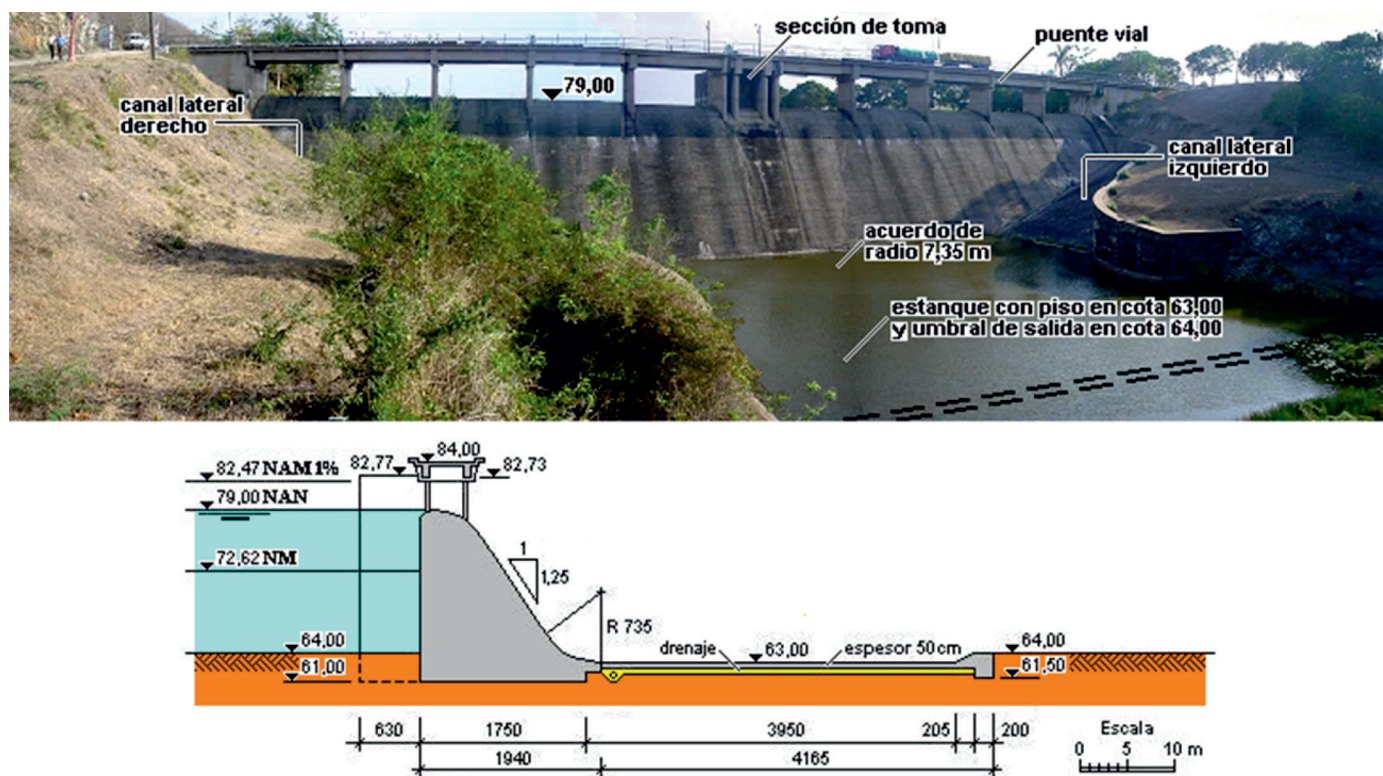 sección de toma
puente vial
79,00
canal lateral
derecho
canal lateral
izquierdo
acuerdo de
radio 7,35 m
estanque con piso en cota 63,00
y umbral de salida en cota 64,00
84,00
82,47 NAM 1%
82,77
82,73
79,00 NAN
1
1,25
72,62 NM
R 735
64,00
drenaje
63,00
espesor 50 cm
64,00
61,00
61,50
630
1750
3950
205
200
Escala
0 5 10 m
1940
4165